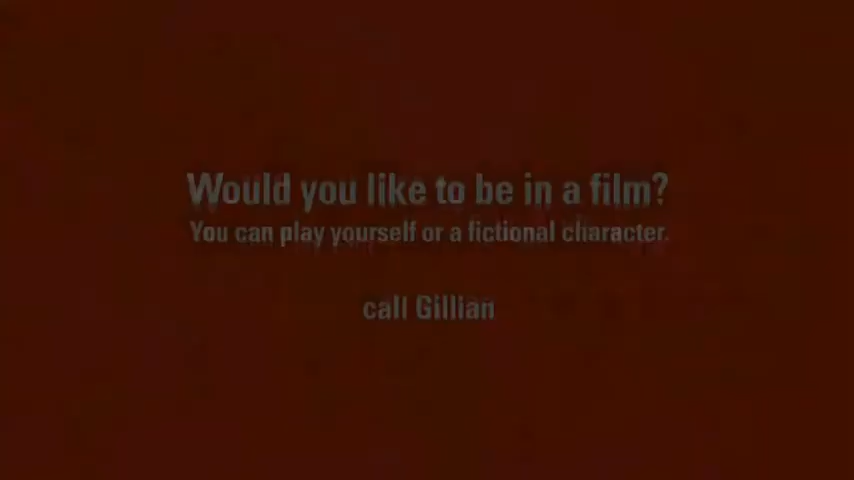 Would you like to be in a film?
You can play yourself or a fictional character.
call Gillian